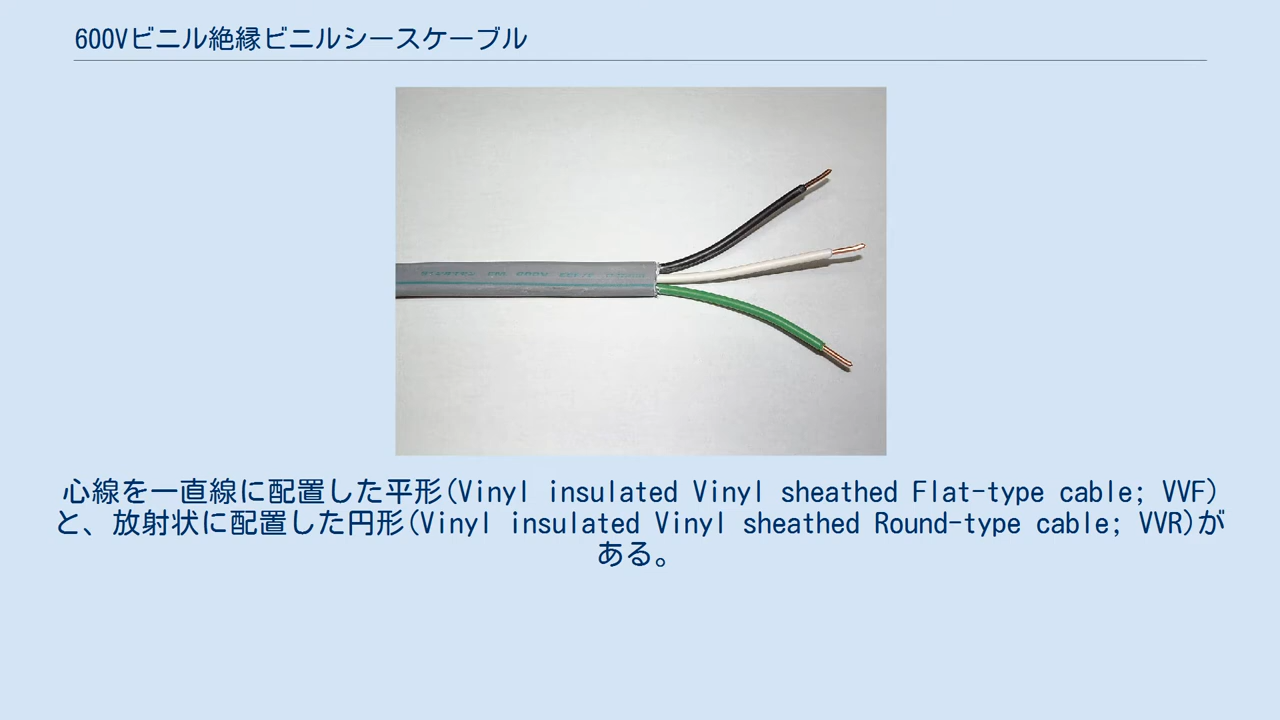 600Vビニル絶縁ビニルシースケーブル
心線を一直線に配置した平形(Vinyl insulated Vinyl sheathed Flat-type cable; VVF)
と、放射状に配置した円形(Vinyl insulated Vinyl sheathed Round-type cable; VVR)が
ある。